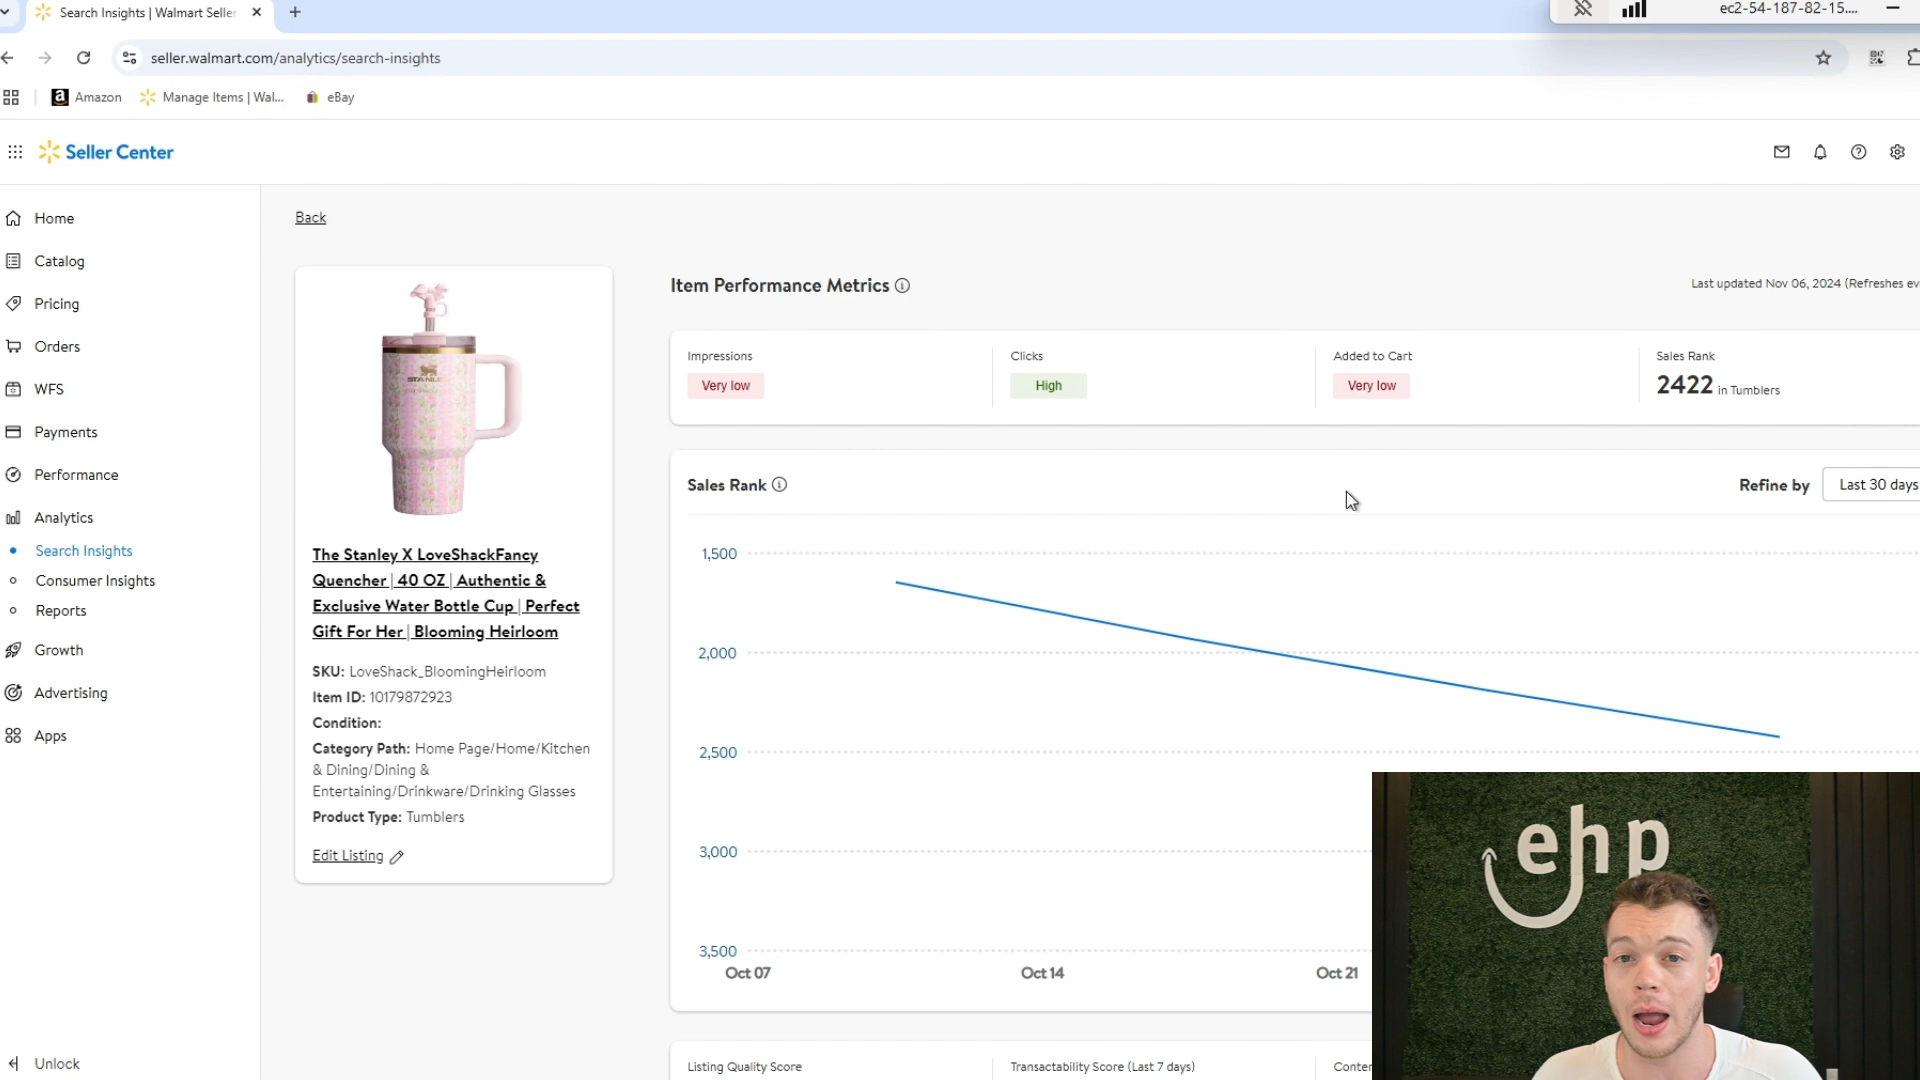 Search Insights | Walmart Seller
ec2-54-187-82-15....
seller.walmart.com/analytics/search-insights
Amazon
Manage Items | Wal...
eBay
Seller Center
Home
Catalog
Pricing
Orders
WFS
Payments
Performance
Analytics
Search Insights
Consumer Insights
Reports
Growth
Advertising
Apps
Unlock
Back
STANLEY
The Stanley X LoveShackFancy
Quencher | 40 OZ | Authentic &
Exclusive Water Bottle Cup | Perfect
Gift For Her | Blooming Heirloom
SKU: LoveShack_BloomingHeirloom
Item ID: 10179872923
Condition:
Category Path: Home Page/Home/Kitchen
& Dining/Dining &
Entertaining/Drinkware/Drinking Glasses
Product Type: Tumblers
Edit Listing
Item Performance Metrics
Last updated Nov 06, 2024 (Refreshes ev
Impressions
Very low
Clicks
High
Added to Cart
Very low
Sales Rank
2422 in Tumblers
Sales Rank
Refine by
Last 30 days
1,500
2,000
2,500
3,000
3,500
Oct 07
Oct 14
Oct 21
Listing Quality Score
Transactability Score (Last 7 days)
Conten
ehp